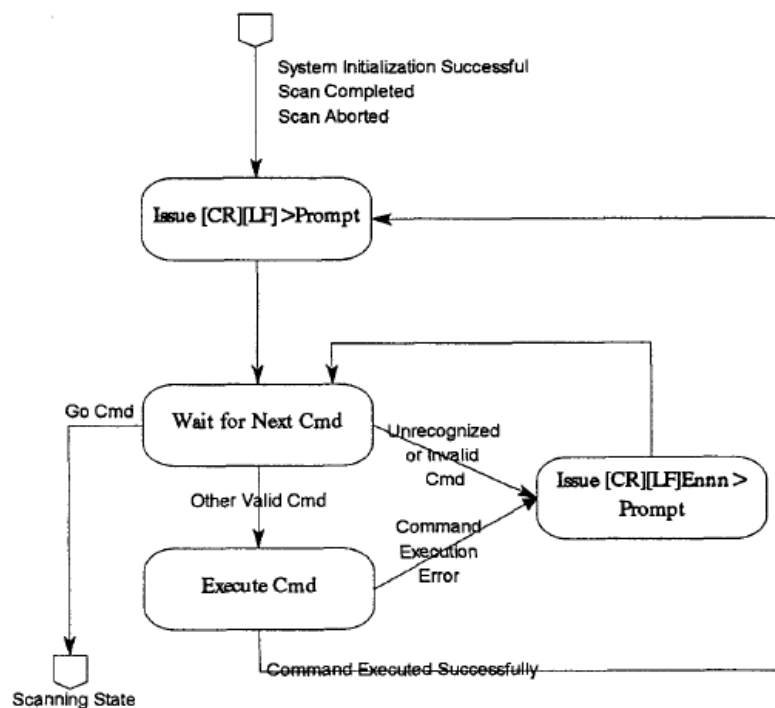 System Initialization Successful
Scan Completed
Scan Aborted
Issue [CR][LF]>Prompt
Go Cmd
Wait for Next Cmd
Unrecognized
or Invalid
Cmd
Issue [CR][LF]Ennn>
Prompt
Other Valid Cmd
Command
Execution
Error
Execute Cmd
Command Executed Successfully
Scanning State